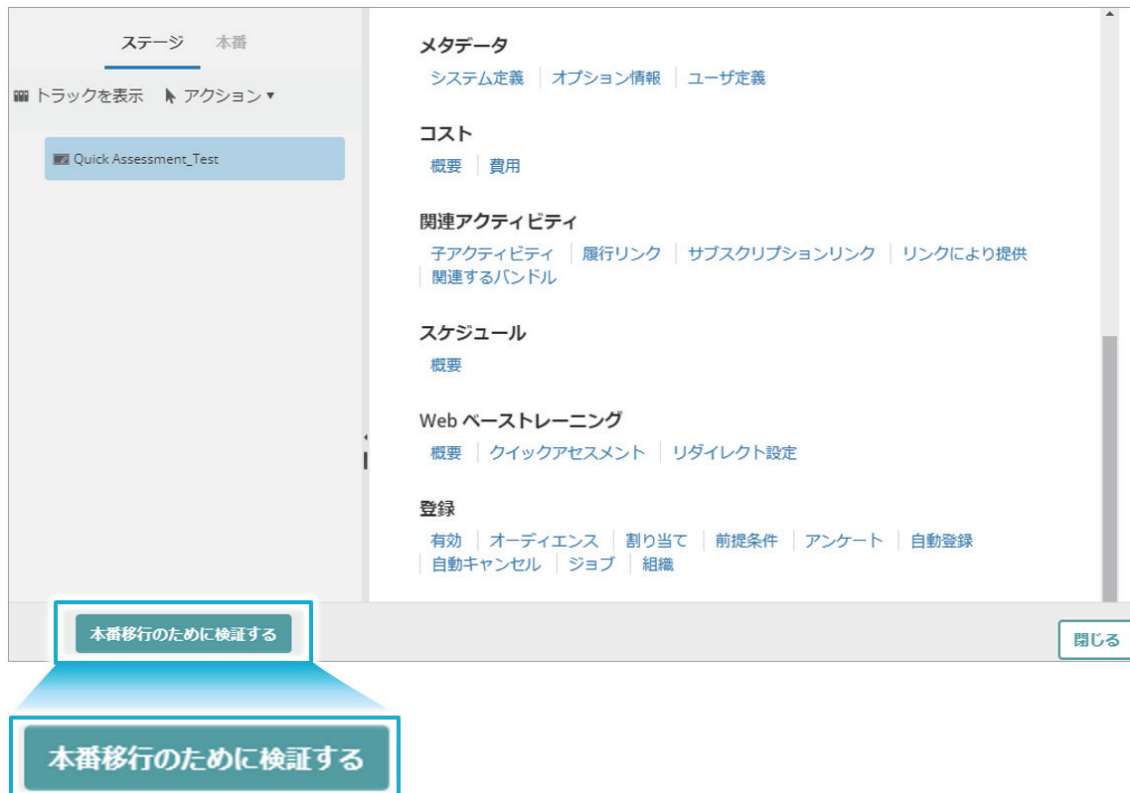 ステージ 本番
トラックを表示 アクション
Quick Assessment_Test
メタデータ
システム定義 オプション情報 ユーザ定義
コスト
概要 費用
関連アクティビティ
子アクティビティ 履行リンク サブスクリプションリンク リンクにより提供
関連するバンドル
スケジュール
概要
Web ベーストレーニング
概要 クイックアセスメント リダイレクト設定
登録
有効 オーディエンス 割り当て 前提条件 アンケート 自動登録
自動キャンセル ジョブ 組織
本番移行のために検証する
閉じる
本番移行のために検証する